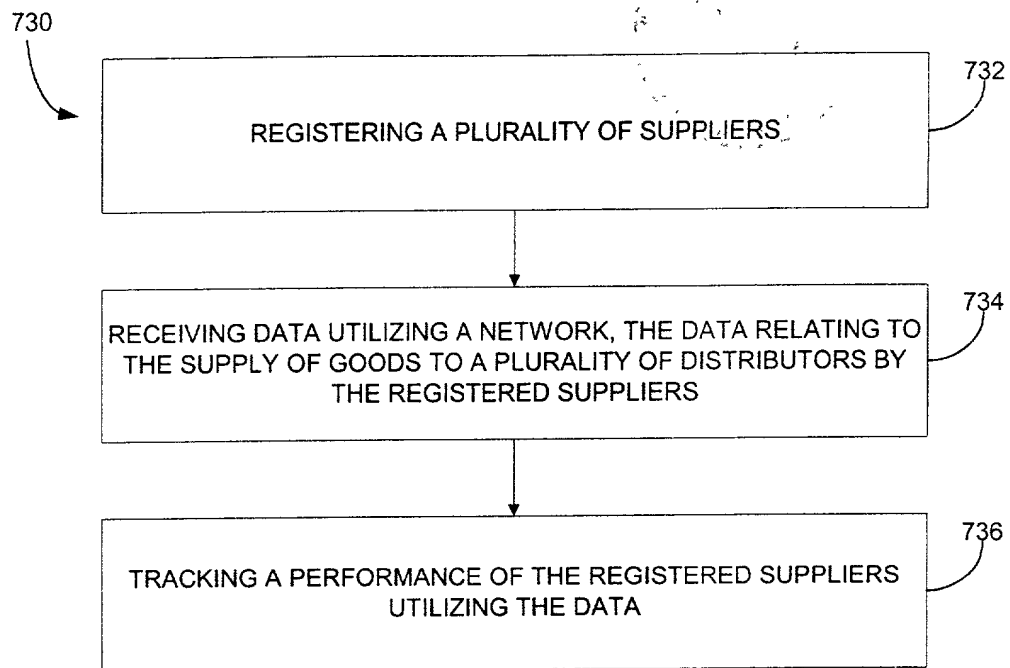 730
732
REGISTERING A PLURALITY OF SUPPLIERS
734
RECEIVING DATA UTILIZING A NETWORK, THE DATA RELATING TO
THE SUPPLY OF GOODS TO A PLURALITY OF DISTRIBUTORS BY
THE REGISTERED SUPPLIERS
736
TRACKING A PERFORMANCE OF THE REGISTERED SUPPLIERS
UTILIZING THE DATA